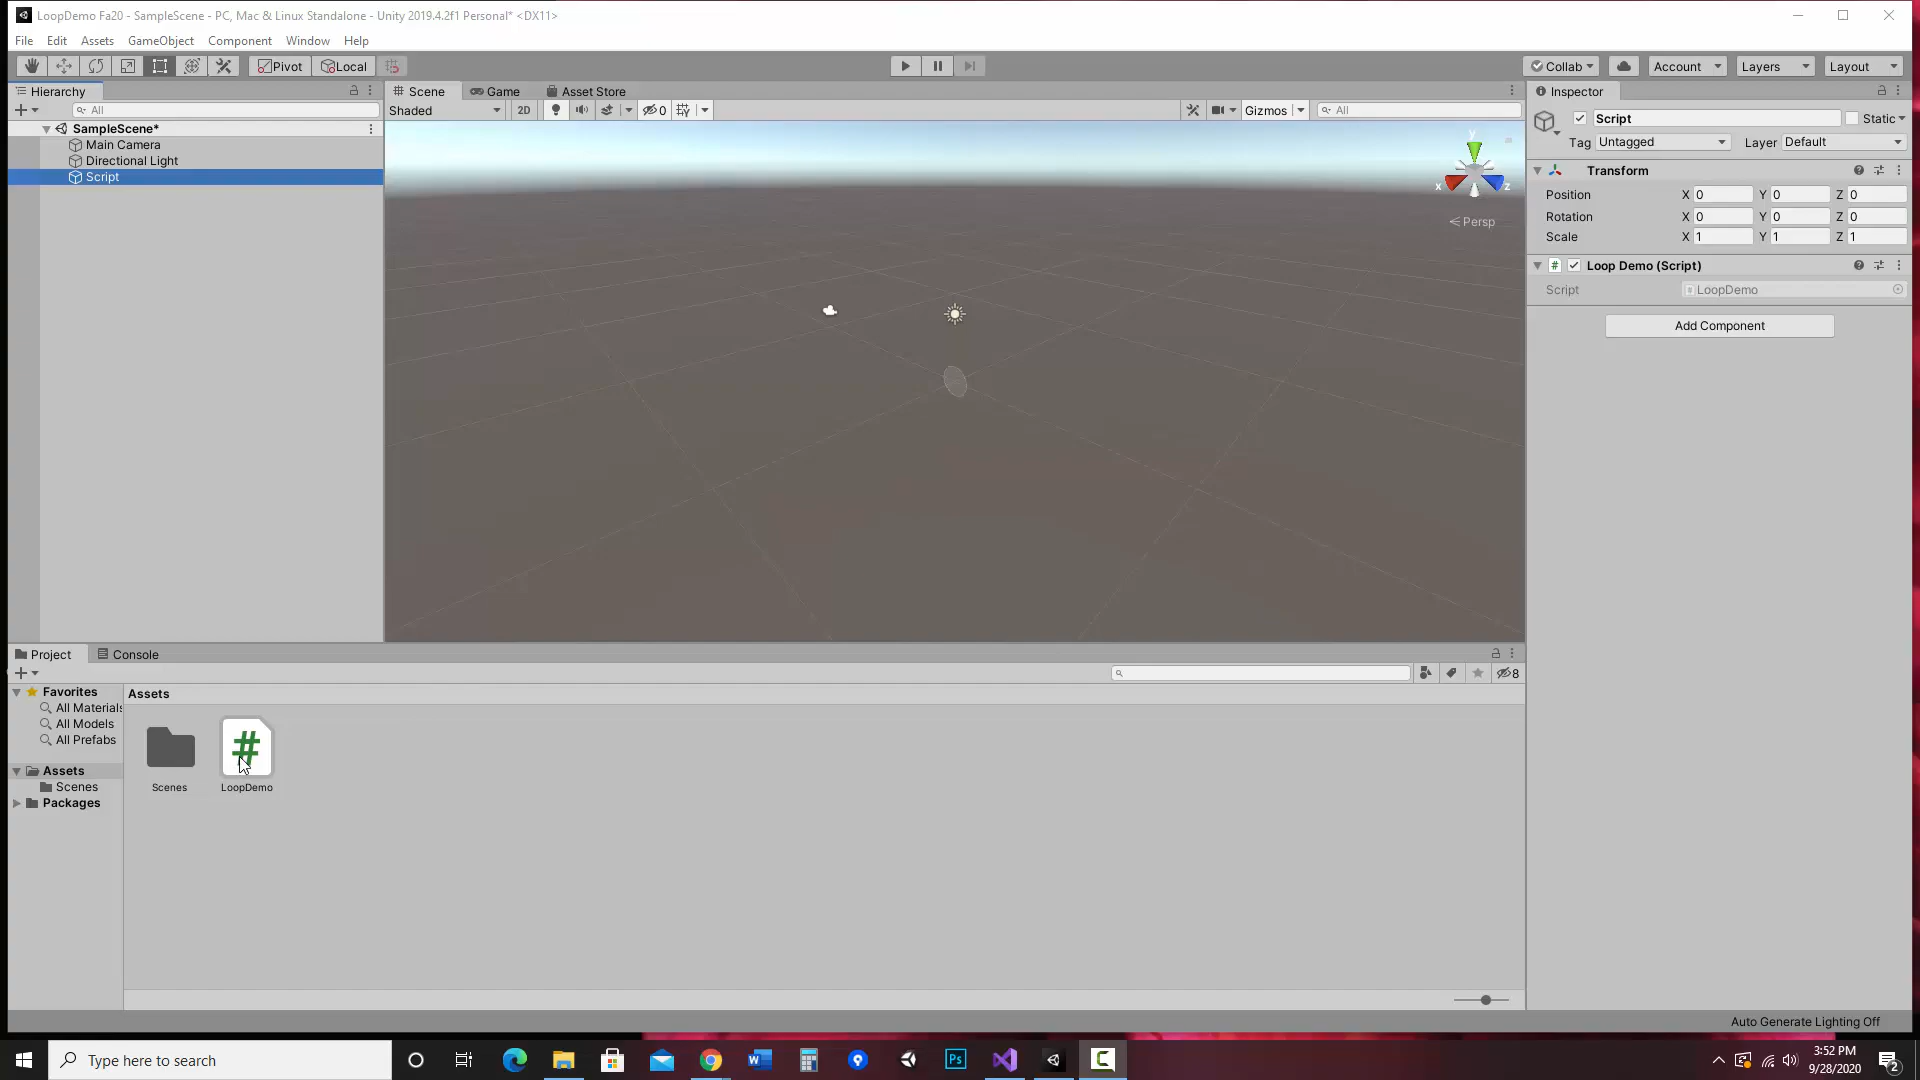 LoopDemo Fa20 - SampleScene - PC, Mac & Linux Standalone - Unity 2019.4.2f1 Personal* <DX11>
File Edit Assets GameObject Component Window Help
Pivot Local Collab Account Layers Layout
Hierarchy Scene Game Asset Store Inspector
All Shaded 2D 0 Gizmos All
SampleScene*
Main Camera
Directional Light
Script
y
x z
Persp
Script Static
Tag Untagged Layer Default
Transform
Position X 0 Y 0 Z 0
Rotation X 0 Y 0 Z 0
Scale X 1 Y 1 Z 1
# Loop Demo (Script)
Script LoopDemo
Add Component
Project Console
8
Favorites
All Materials
All Models
All Prefabs
Assets
Scenes
Packages
Assets
#
Scenes LoopDemo
Auto Generate Lighting Off
Type here to search
W
Ps
C
3:52 PM
9/28/2020
2